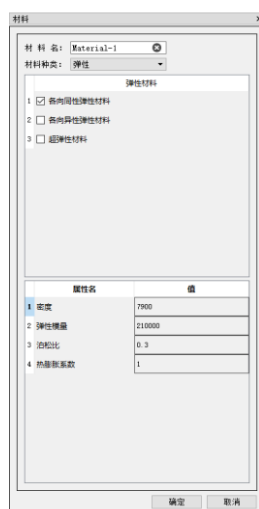 材料 x
材 料 名: Material-1
材料种类: 弹性
弹性材料
1 各向同性弹性材料
2 各向异性弹性材料
3 超弹性材料
属性名 值
1 密度 7900
2 弹性模量 210000
3 泊松比 0.3
4 热膨胀系数 1
确定 取消